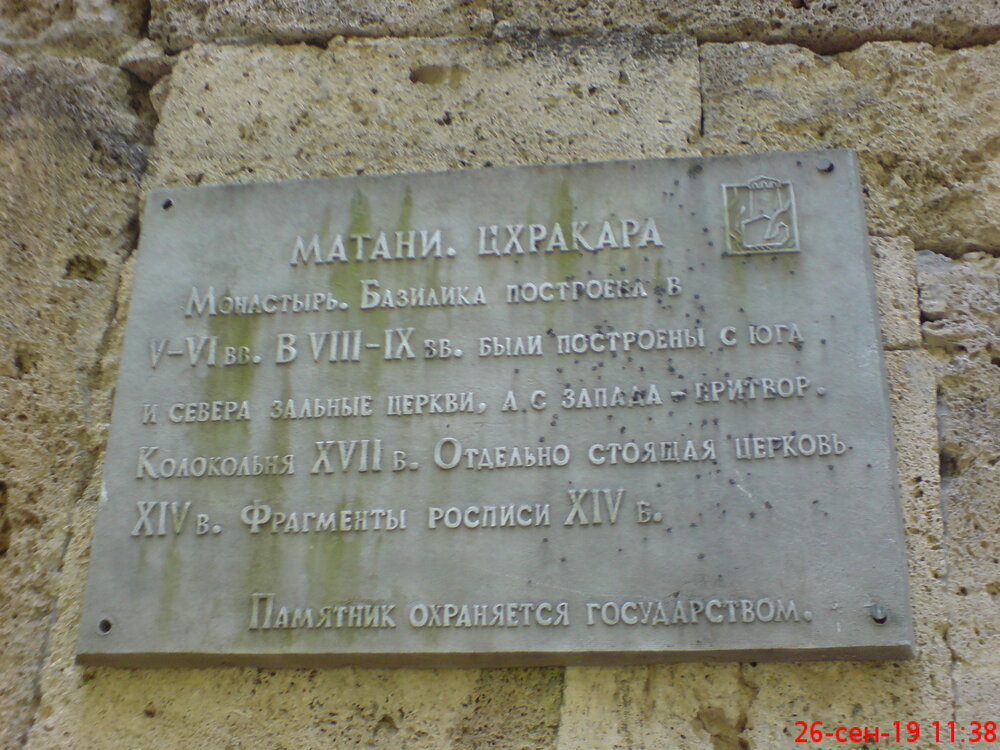 МАТАНИ. ЦХРАКАРА
Монастырь. Базилика построена в
V-VI вв. В VIII-IX вв. были построены с юга
и севера зальные церкви, а с запада - притвор.
Колокольня XVII в. Отдельно стоящая церковь
XIV в. Фрагменты росписи XIV в.
Памятник охраняется государством.
26-сен-19 11:38